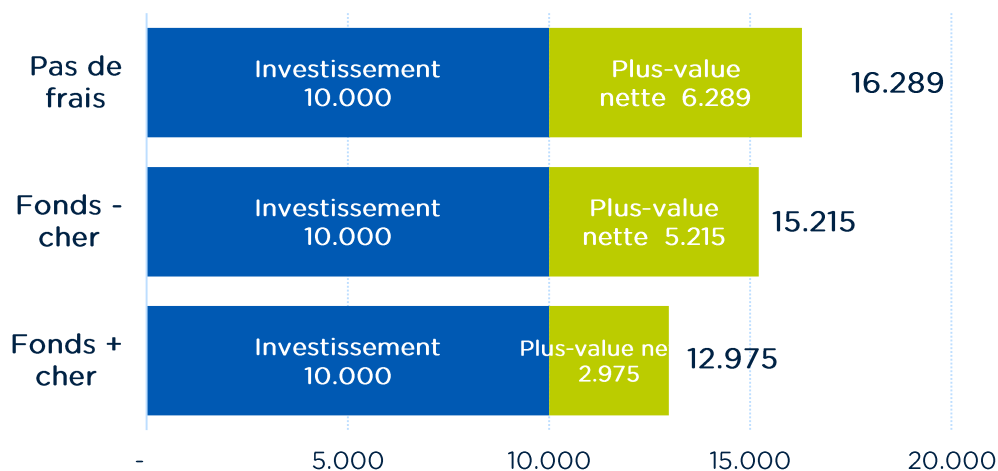 Pas de
frais
Investissement
10.000
Plus-value
nette 6.289
16.289
Fonds -
cher
Investissement
10.000
Plus-value
nette 5.215
15.215
Fonds +
cher
Investissement
10.000
Plus-value ne
2.975
12.975
- 5.000 10.000 15.000 20.000